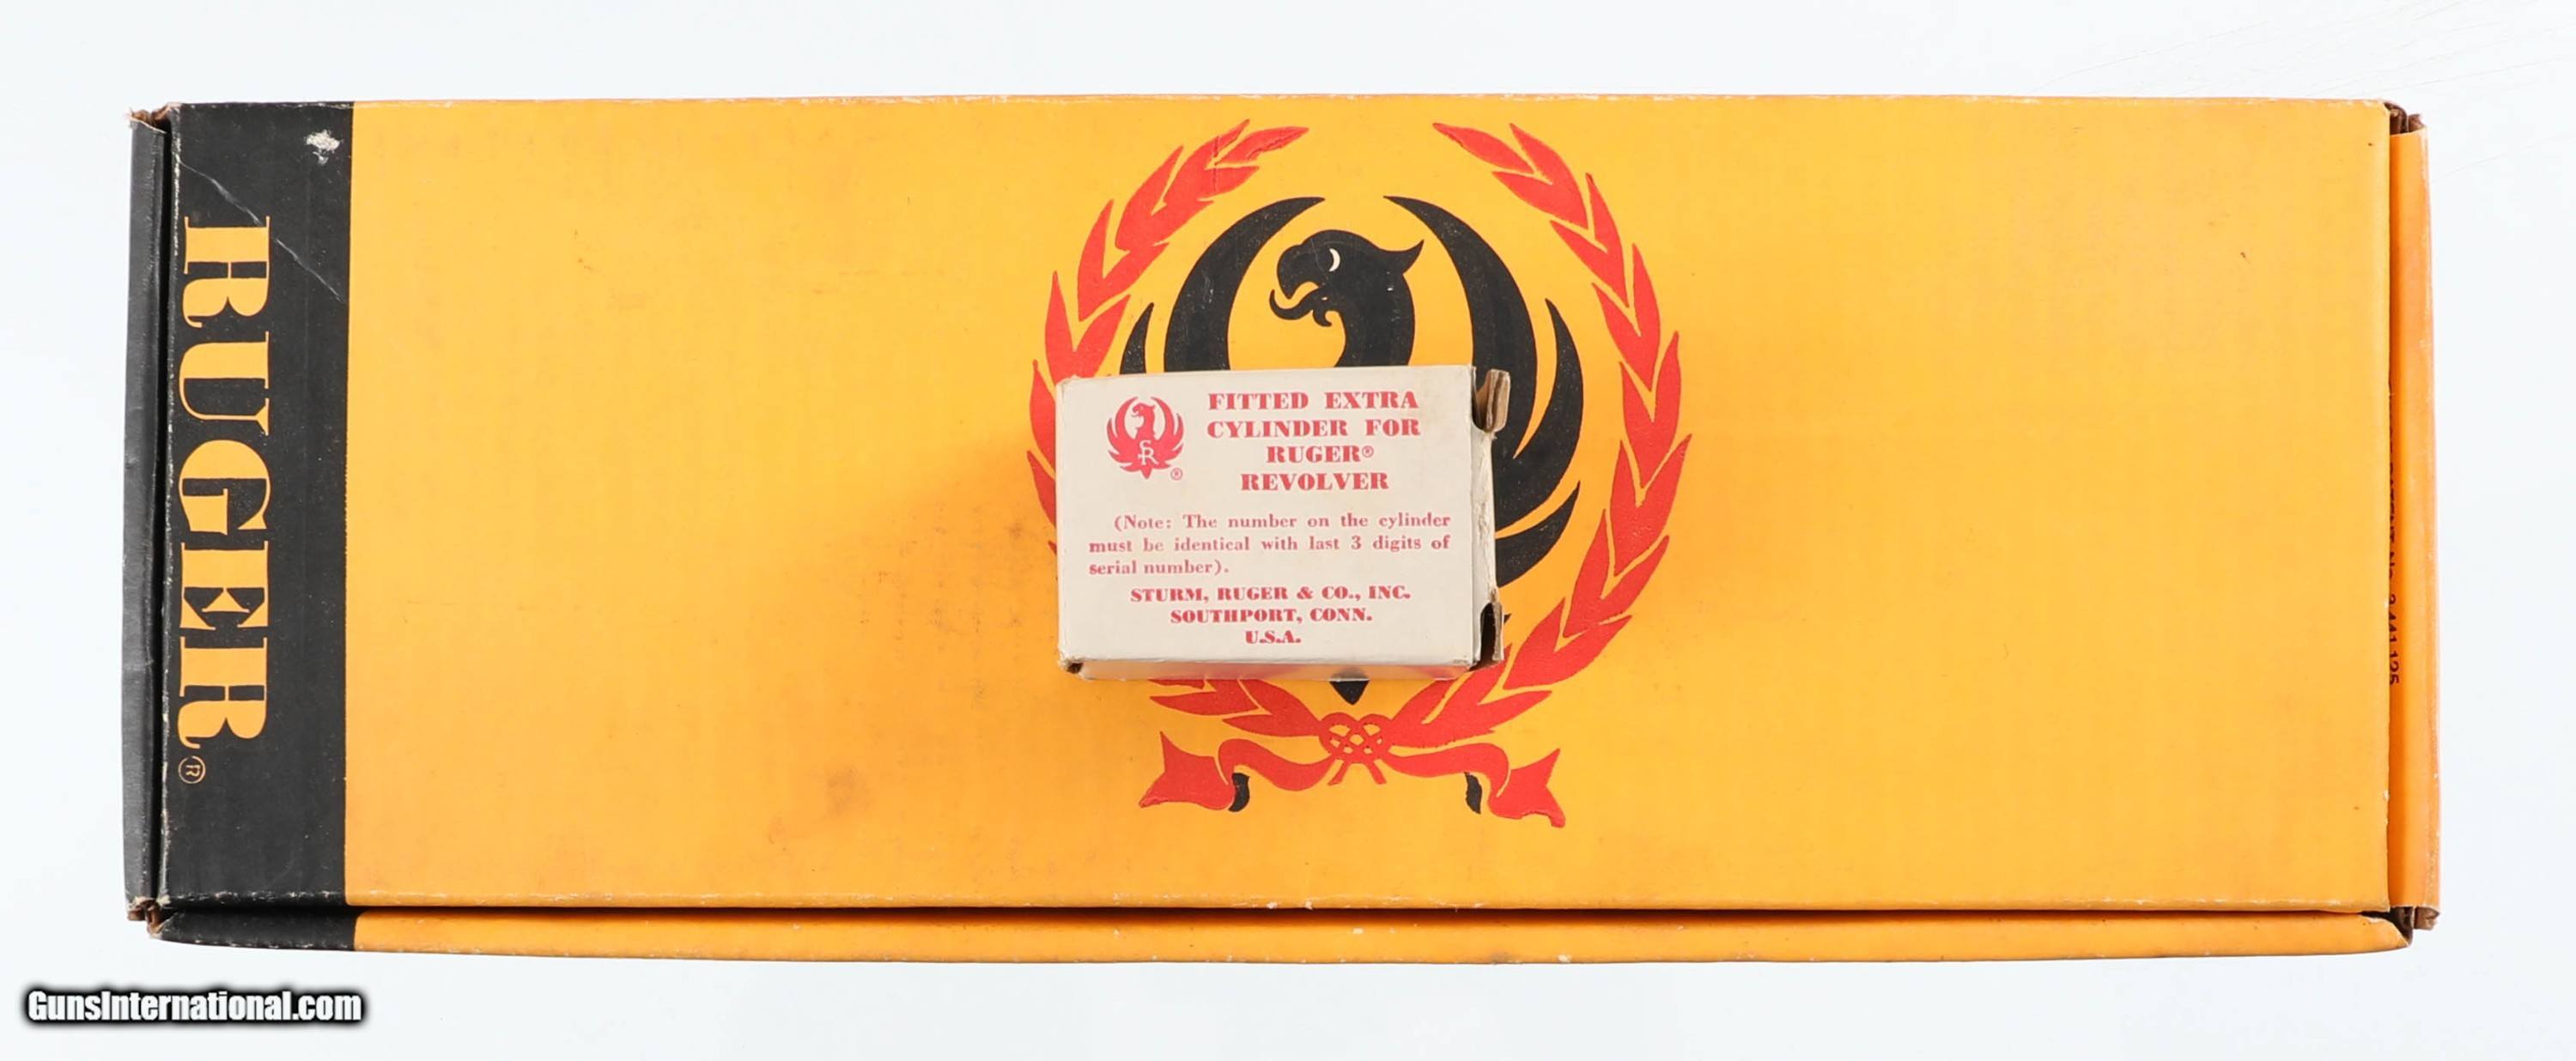 RUGER®
FITTED EXTRA
CYLINDER FOR
RUGER®
REVOLVER
SR
®
(Note: The number on the cylinder
must be identical with last 3 digits of
serial number).
STURM, RUGER & CO., INC.
SOUTHPORT, CONN.
U.S.A.
GunsInternational.com